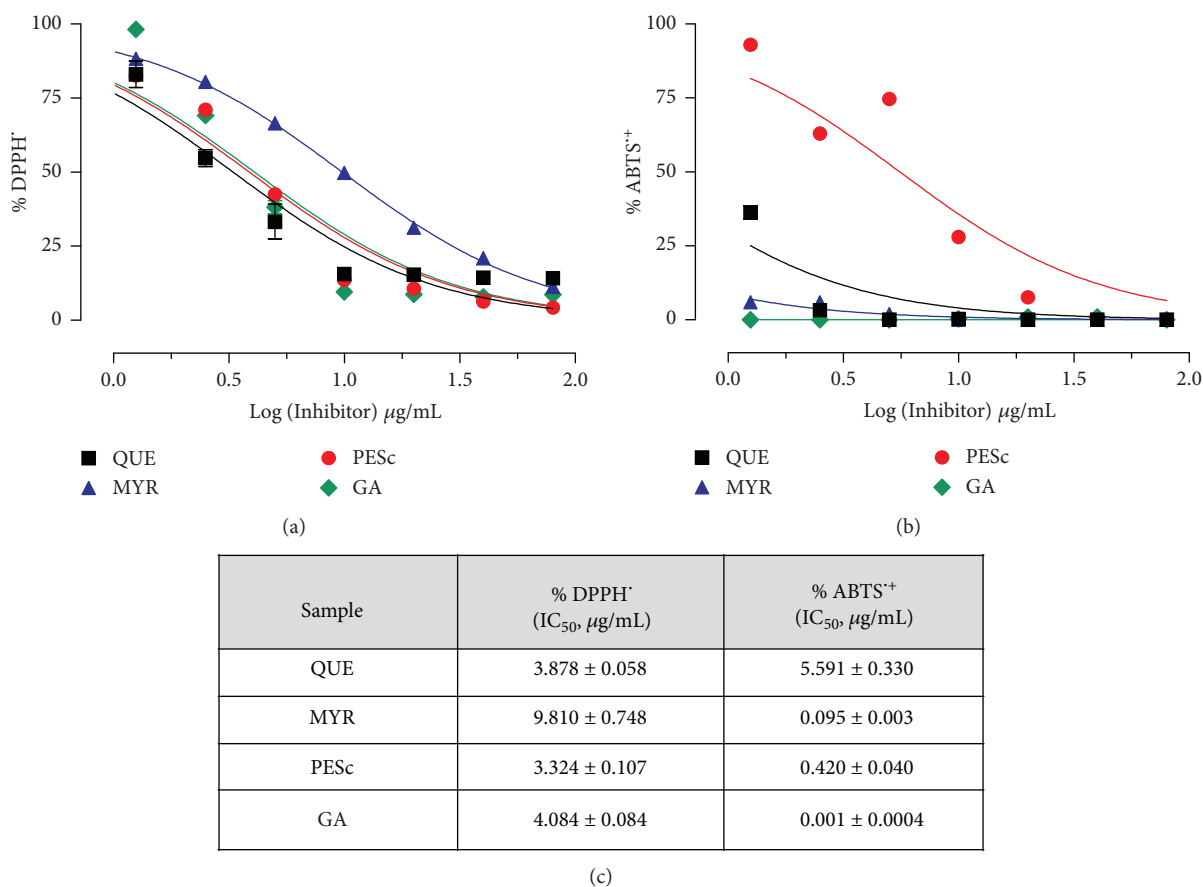 100
75
50
25
0
% DPPH·
0.0 0.5 1.0 1.5 2.0
Log (Inhibitor) μg/mL
QUE PESc
MYR GA
(a)
100
75
50
25
0
% ABTS·+
0.0 0.5 1.0 1.5 2.0
Log (Inhibitor) μg/mL
QUE PESc
MYR GA
(b)
Sample % DPPH· % ABTS·+
(IC50, μg/mL) (IC50, μg/mL)
QUE 3.878 ± 0.058 5.591 ± 0.330
MYR 9.810 ± 0.748 0.095 ± 0.003
PESc 3.324 ± 0.107 0.420 ± 0.040
GA 4.084 ± 0.084 0.001 ± 0.0004
(c)